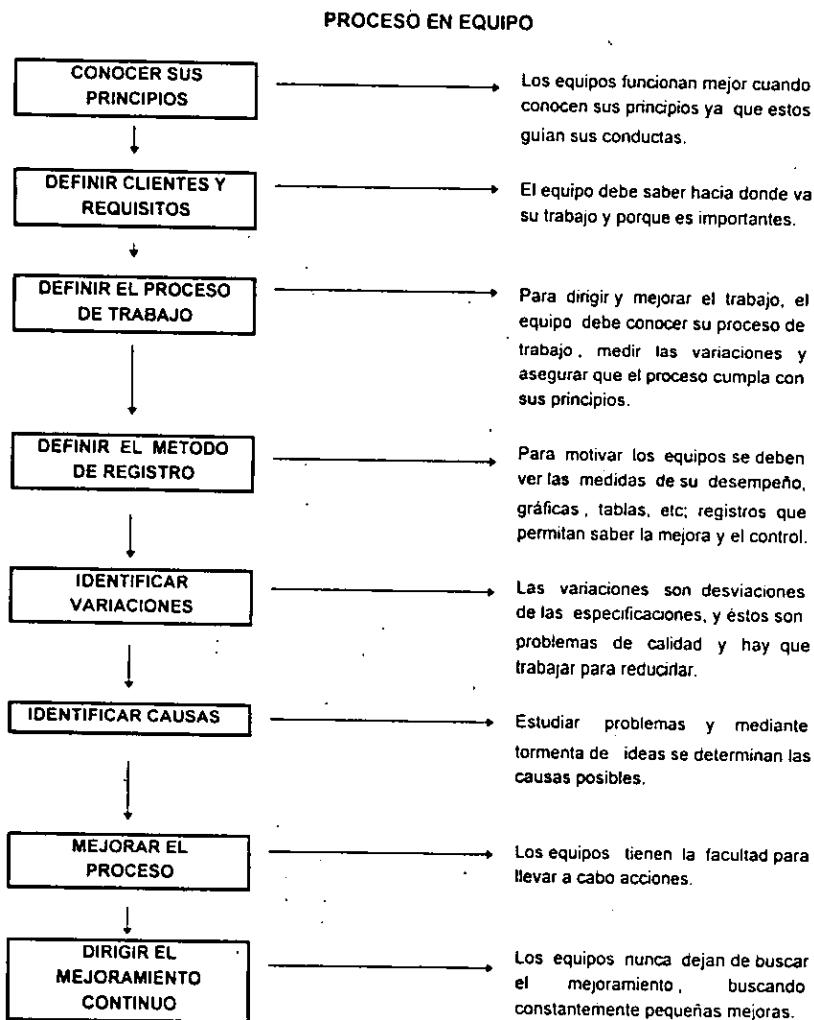 PROCESO EN EQUIPO
CONOCER SUS
PRINCIPIOS
Los equipos funcionan mejor cuando
conocen sus principios ya que estos
guian sus conductas.
DEFINIR CLIENTES Y
REQUISITOS
El equipo debe saber hacia donde va
su trabajo y porque es importantes.
DEFINIR EL PROCESO
DE TRABAJO
Para dirigir y mejorar el trabajo, el
equipo debe conocer su proceso de
trabajo, medir las variaciones y
asegurar que el proceso cumpla con
sus principios.
DEFINIR EL METODO
DE REGISTRO
Para motivar los equipos se deben
ver las medidas de su desempeño,
gráficas, tablas, etc; registros que
permitan saber la mejora y el control.
IDENTIFICAR
VARIACIONES
Las variaciones son desviaciones
de las especificaciones, y éstos son
problemas de calidad y hay que
trabajar para reducirlar.
IDENTIFICAR CAUSAS
Estudiar problemas y mediante
tormenta de ideas se determinan las
causas posibles.
MEJORAR EL
PROCESO
Los equipos tienen la facultad para
llevar a cabo acciones.
DIRIGIR EL
MEJORAMIENTO
CONTINUO
Los equipos nunca dejan de buscar
el mejoramiento, buscando
constantemente pequeñas mejoras.